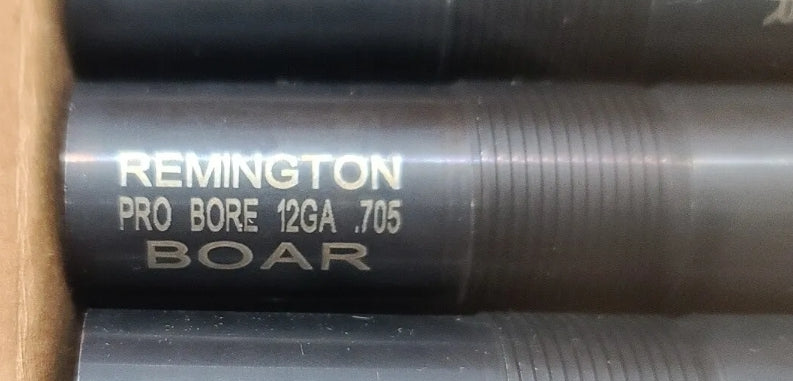 REMINGTON
PRO BORE 12GA .705
BOAR